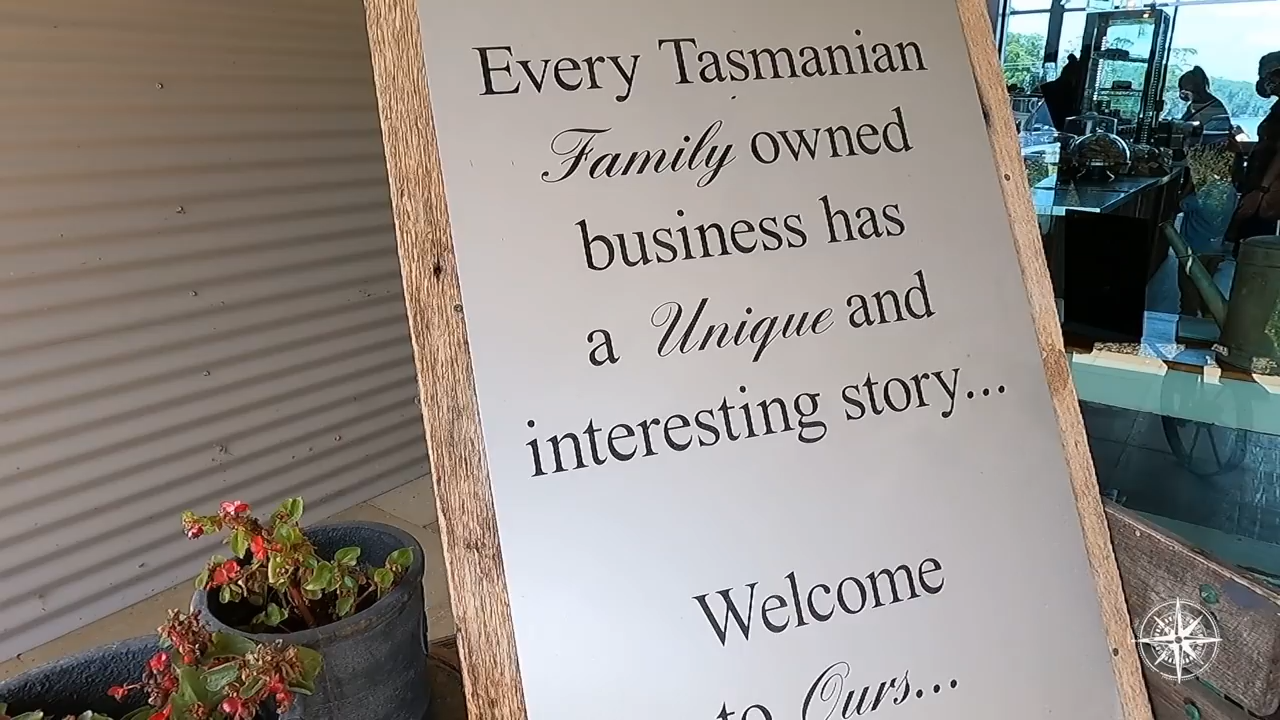 Every Tasmanian
Family owned
business has
a Unique and
interesting story...
Welcome
to Ours...